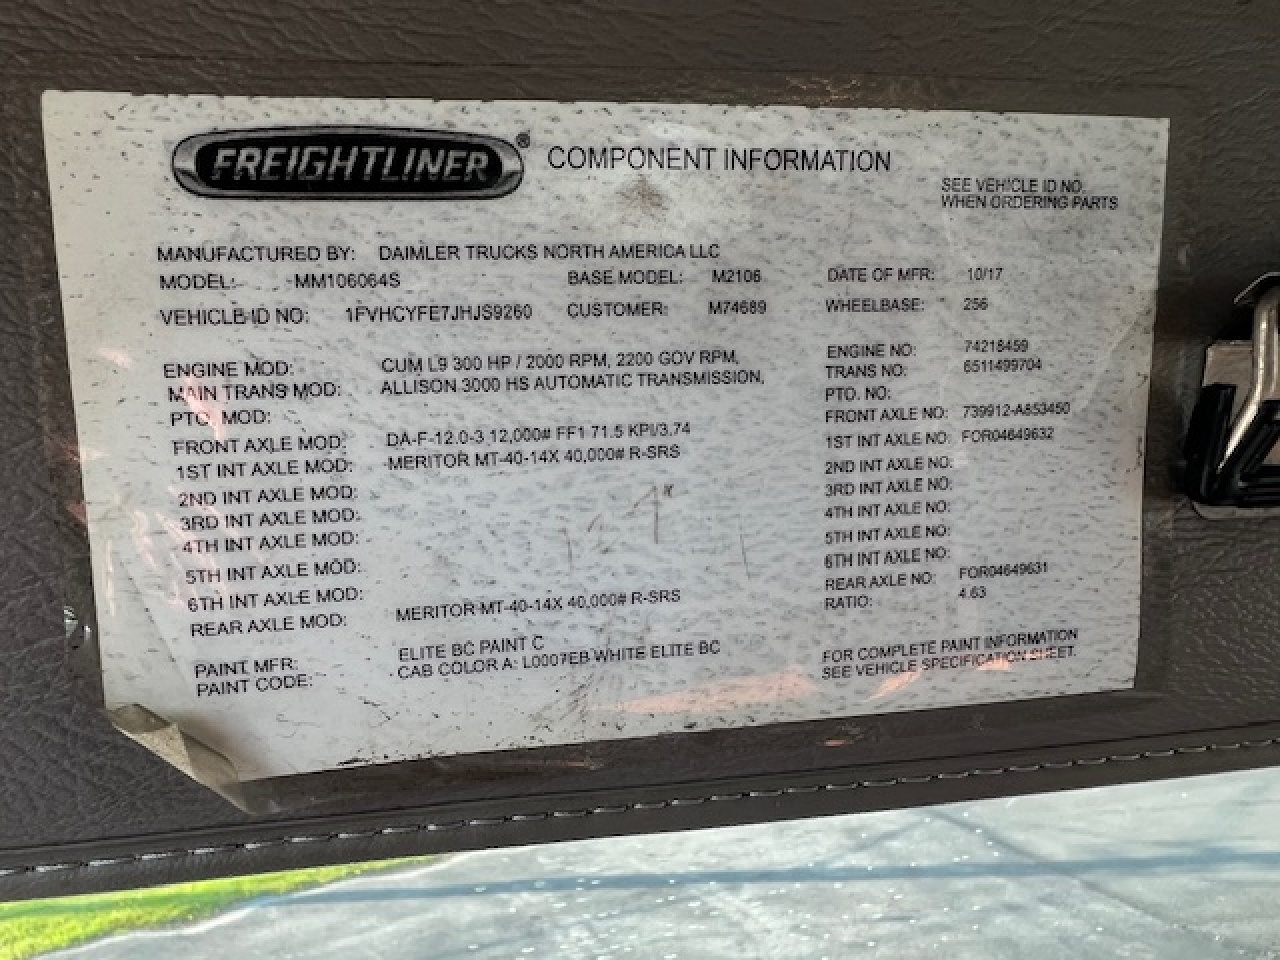 FREIGHTLINER® COMPONENT INFORMATION
SEE VEHICLE ID NO.
WHEN ORDERING PARTS
MANUFACTURED BY: DAIMLER TRUCKS NORTH AMERICA LLC
MODEL: MM106064S BASE MODEL: M2106 DATE OF MFR: 10/17
VEHICLE ID NO: 1FVHCYFE7JHJS9260 CUSTOMER: M74689 WHEELBASE: 256
ENGINE MOD: CUM L9 300 HP / 2000 RPM, 2200 GOV RPM, ENGINE NO: 74218459
MAIN TRANS MOD: ALLISON 3000 HS AUTOMATIC TRANSMISSION, TRANS NO: 6511499704
PTO MOD: PTO. NO:
FRONT AXLE MOD: DA-F-12.0-3 12,000# FF1 71.5 KPI/3.74 FRONT AXLE NO: 739912-A853450
1ST INT AXLE MOD: MERITOR MT-40-14X 40,000# R-SRS 1ST INT AXLE NO: FOR04649632
2ND INT AXLE MOD: 2ND INT AXLE NO:
3RD INT AXLE MOD: 3RD INT AXLE NO:
4TH INT AXLE MOD: 4TH INT AXLE NO:
5TH INT AXLE MOD: 5TH INT AXLE NO:
6TH INT AXLE MOD: 6TH INT AXLE NO:
REAR AXLE MOD: MERITOR MT-40-14X 40,000# R-SRS REAR AXLE NO: FOR04649631
RATIO: 4.63
PAINT MFR: ELITE BC PAINT C FOR COMPLETE PAINT INFORMATION
PAINT CODE: CAB COLOR A: L0007EB WHITE ELITE BC SEE VEHICLE SPECIFICATION SHEET.